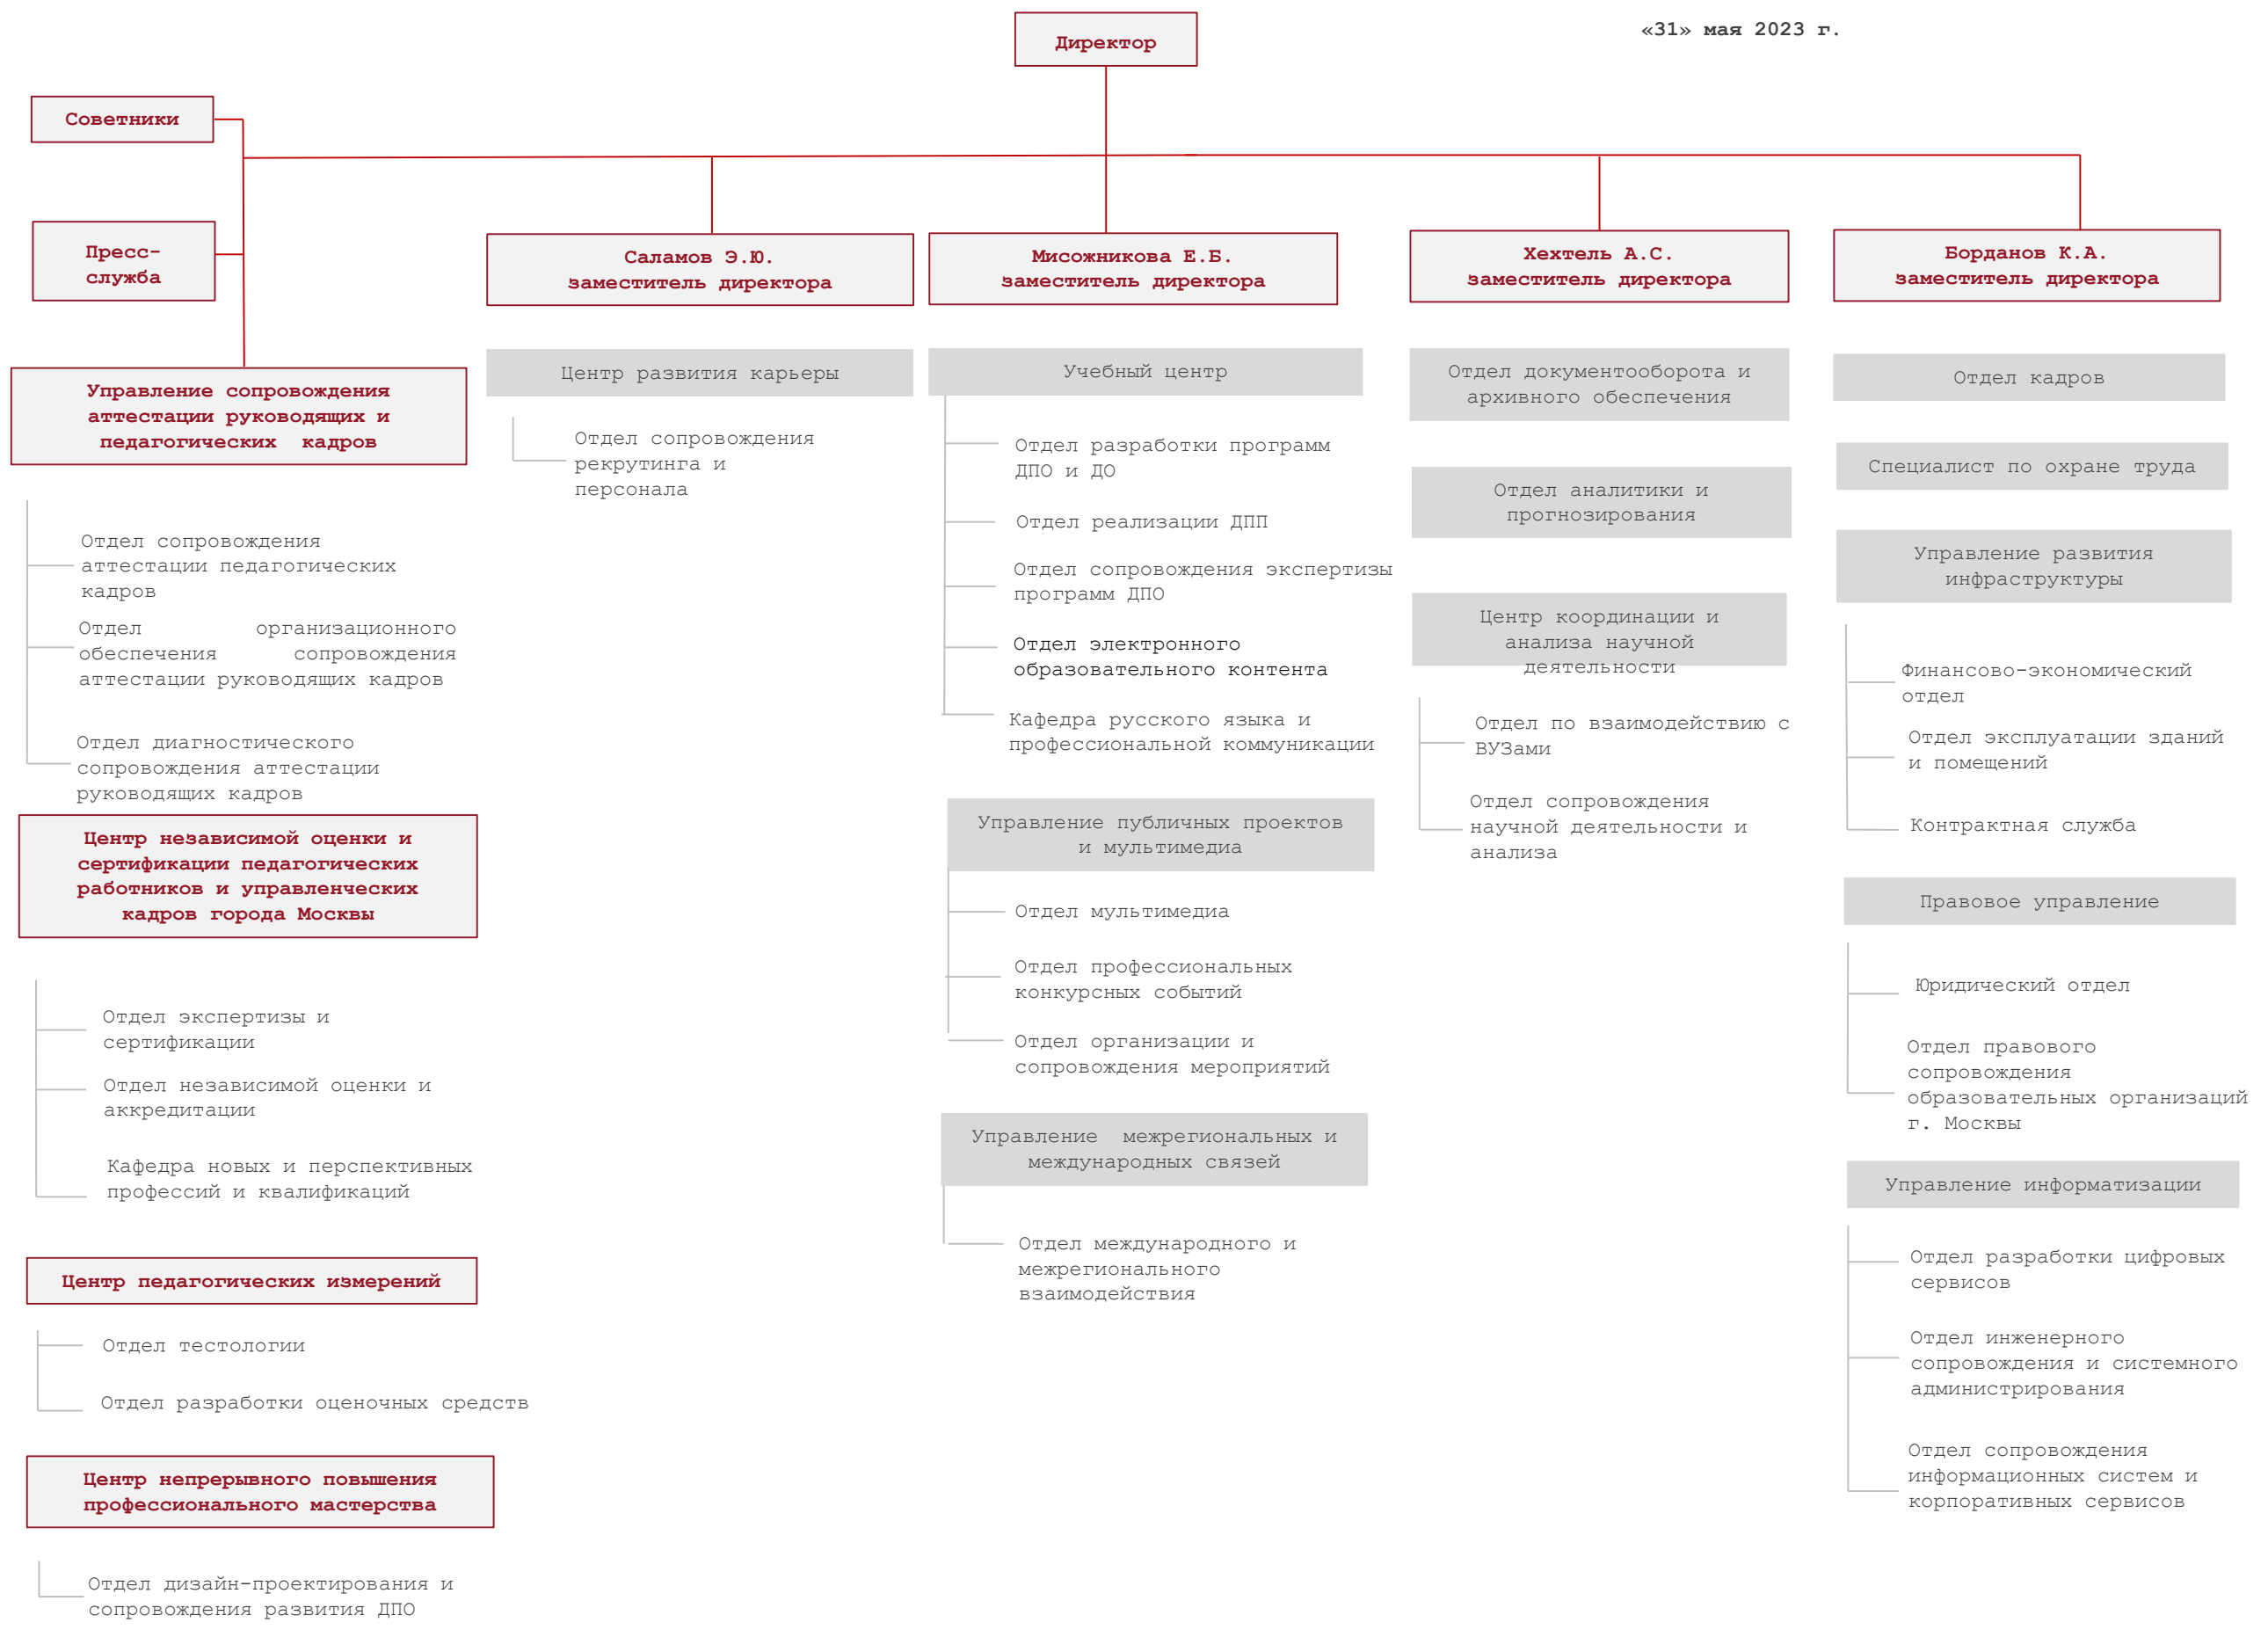 «31» мая 2023 г.
Директор
Советники
Пресс-
служба
Управление сопровождения
аттестации руководящих и
педагогических кадров
Отдел сопровождения
аттестации педагогических
кадров
Отдел организационного
обеспечения сопровождения
аттестации руководящих кадров
Отдел диагностического
сопровождения аттестации
руководящих кадров
Центр независимой оценки и
сертификации педагогических
работников и управленческих
кадров города Москвы
Отдел экспертизы и
сертификации
Отдел независимой оценки и
аккредитации
Кафедра новых и перспективных
профессий и квалификаций
Центр педагогических измерений
Отдел тестологии
Отдел разработки оценочных средств
Центр непрерывного повышения
профессионального мастерства
Отдел дизайн-проектирования и
сопровождения развития ДПО
Саламов Э.Ю.
заместитель директора
Центр развития карьеры
Отдел сопровождения
рекрутинга и
персонала
Мисожникова Е.Б.
заместитель директора
Учебный центр
Отдел разработки программ
ДПО и ДО
Отдел реализации ДПП
Отдел сопровождения экспертизы
программ ДПО
Отдел электронного
образовательного контента
Кафедра русского языка и
профессиональной коммуникации
Управление публичных проектов
и мультимедиа
Отдел мультимедиа
Отдел профессиональных
конкурсных событий
Отдел организации и
сопровождения мероприятий
Управление межрегиональных и
международных связей
Отдел международного и
межрегионального
взаимодействия
Хехтель А.С.
заместитель директора
Отдел документооборота и
архивного обеспечения
Отдел аналитики и
прогнозирования
Центр координации и
анализа научной
деятельности
Отдел по взаимодействию с
ВУЗами
Отдел сопровождения
научной деятельности и
анализа
Борданов К.А.
заместитель директора
Отдел кадров
Специалист по охране труда
Управление развития
инфраструктуры
Финансово-экономический
отдел
Отдел эксплуатации зданий
и помещений
Контрактная служба
Правовое управление
Юридический отдел
Отдел правового
сопровождения
образовательных организаций
г. Москвы
Управление информатизации
Отдел разработки цифровых
сервисов
Отдел инженерного
сопровождения и системного
администрирования
Отдел сопровождения
информационных систем и
корпоративных сервисов